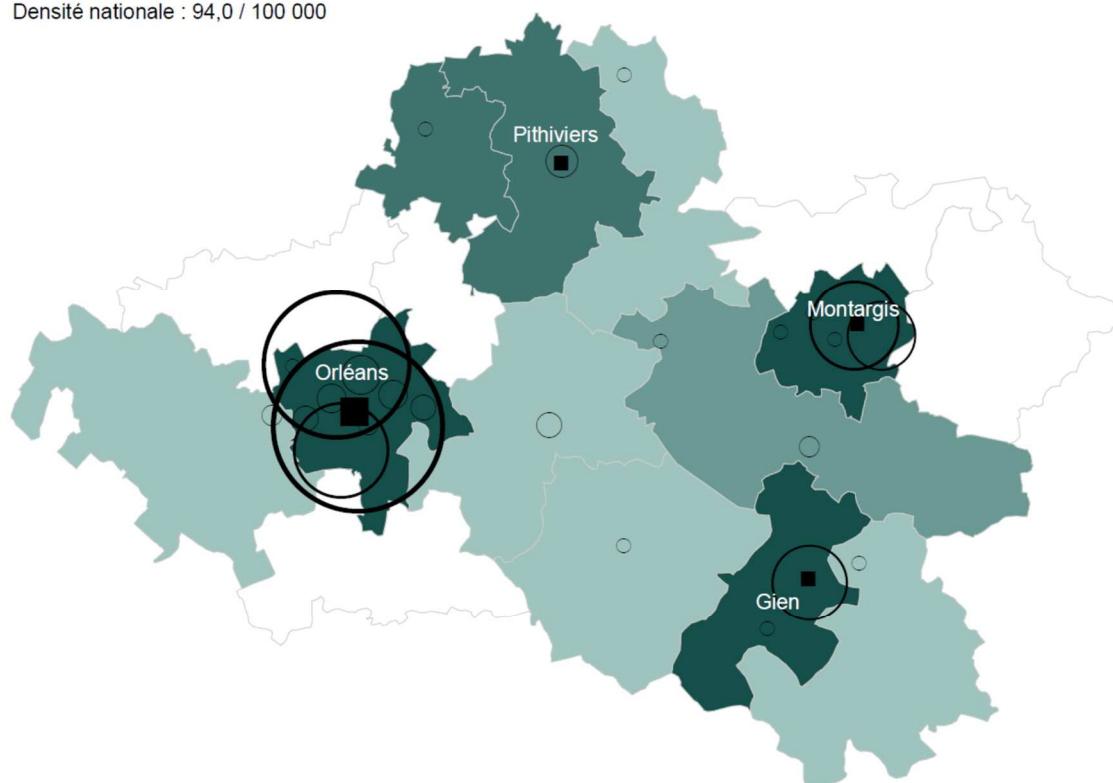 Densité nationale : 94,0 / 100 000
Pithiviers
Montargis
Orléans
Gien